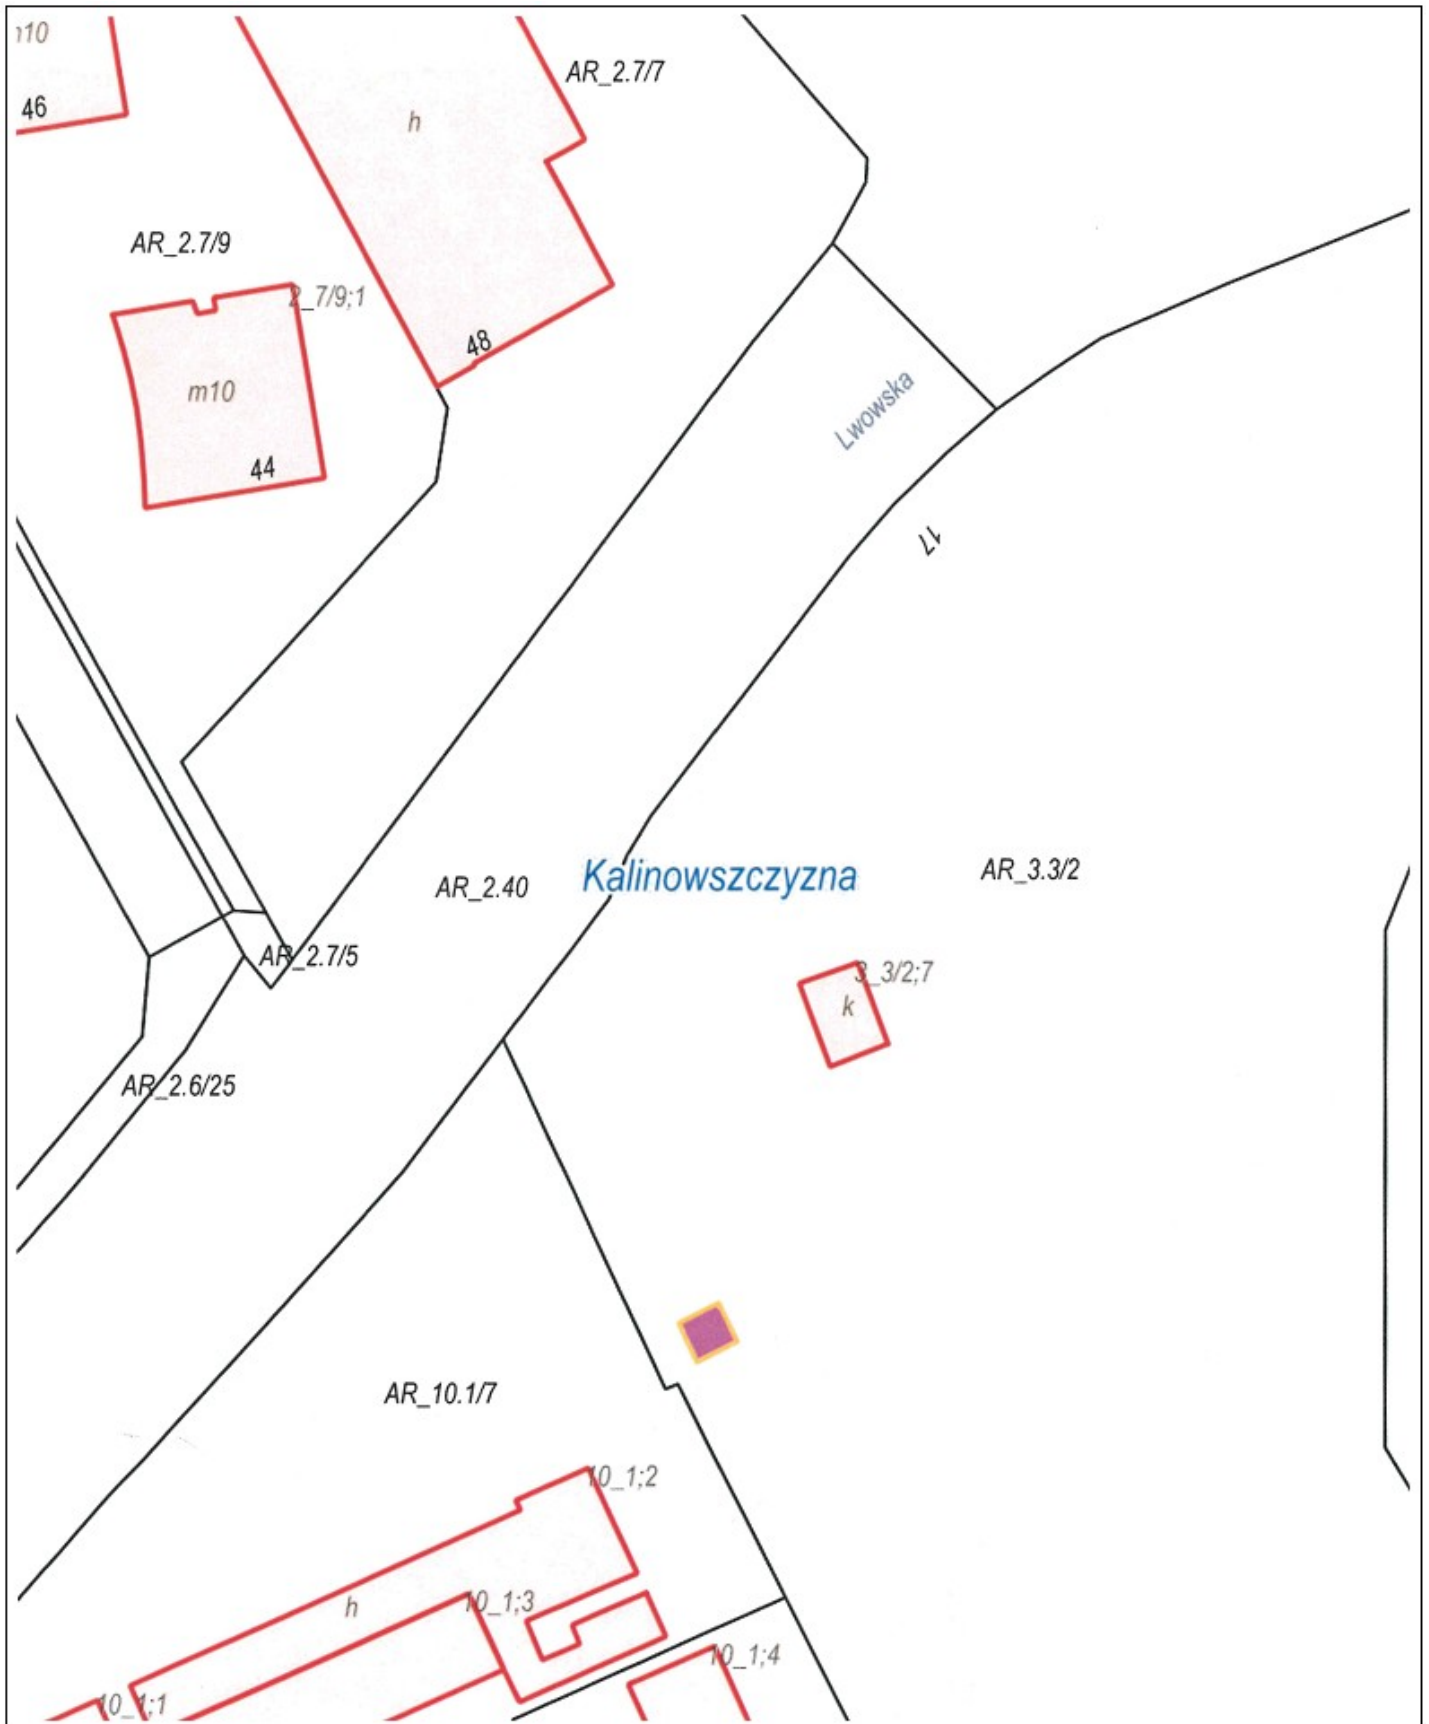 46
AR_2.7/7
h
AR_2.7/9
2_7/9;1
48
m10
Lwowska
44
17
Kalinowszczyzna
AR_3.3/2
AR_2.40
AR_2.7/5
3_3/2;7
k
AR_2.6/25
AR_10.1/7
10_1;2
10_1;3
h
10_1;4
10_1;1